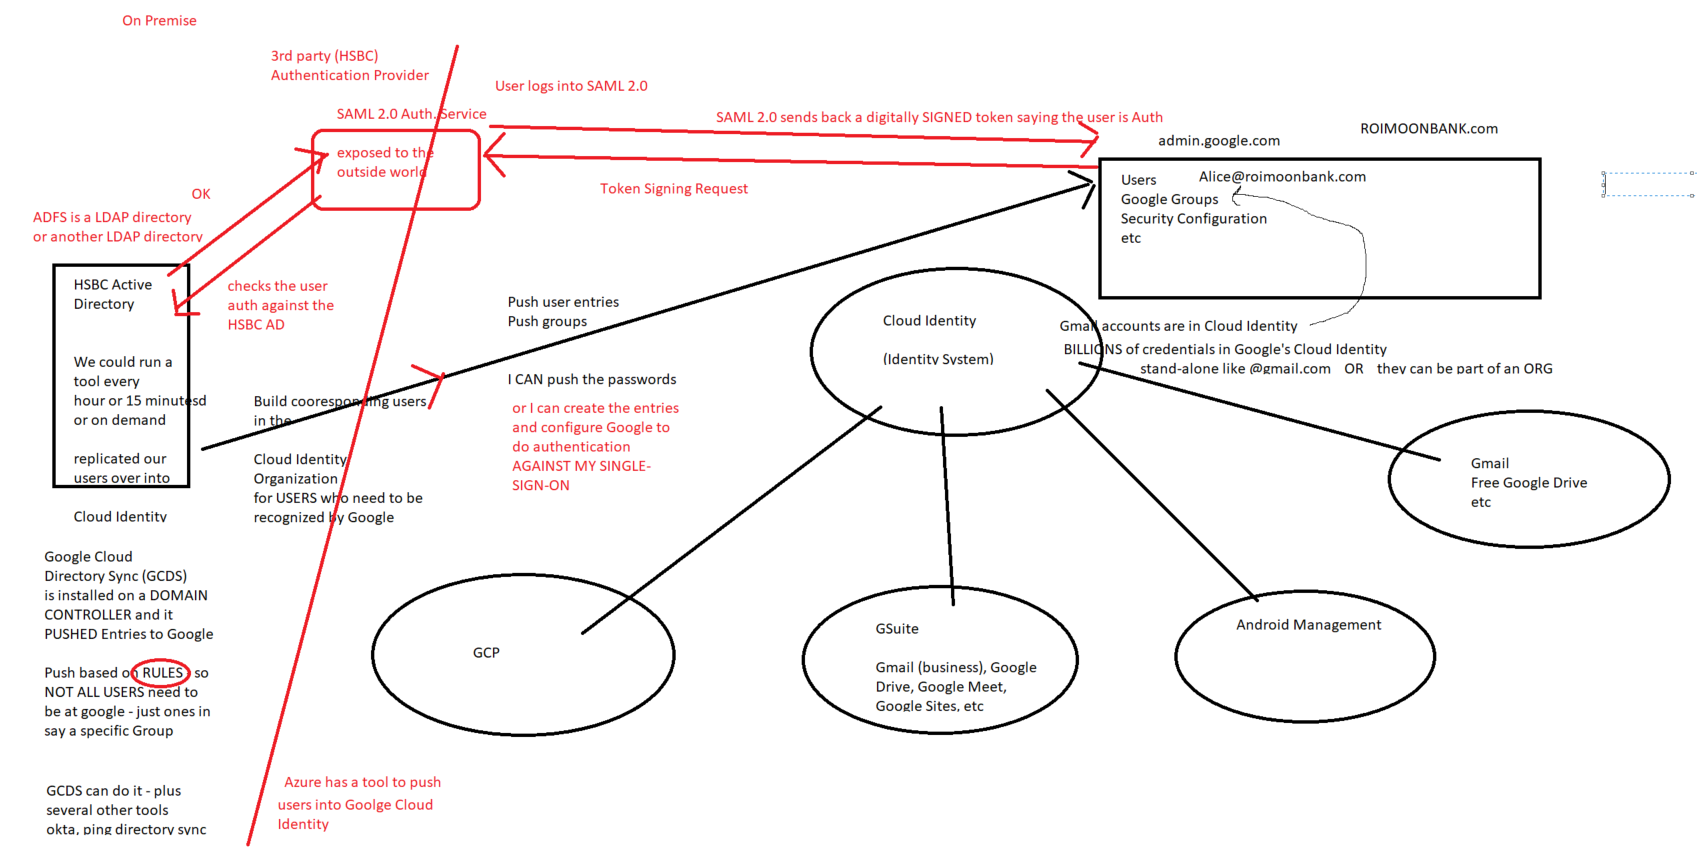 On Premise
3rd party (HSBC)
Authentication Provider
User logs into SAML 2.0
SAML 2.0 Auth. Service
SAML 2.0 sends back a digitally SIGNED token saying the user is Auth
ROIMOONBANK.com
admin.google.com
exposed to the
outside world
Token Signing Request
Users
Alice@roimoonbank.com
Google Groups
Security Configuration
etc
OK
ADFS is a LDAP directory
or another LDAP directory
HSBC Active
Directory
We could run a
tool every
hour or 15 minutesd
or on demand
replicated our
users over into
Cloud Identity
checks the user
auth against the
HSBC AD
Push user entries
Push groups
I CAN push the passwords
or I can create the entries
and configure Google to
do authentication
AGAINST MY SINGLE-
SIGN-ON
Build cooresponding users
in the
Cloud Identity
Organization
for USERS who need to be
recognized by Google
Cloud Identity
(Identity System)
Gmail accounts are in Cloud Identity
BILLIONS of credentials in Google's Cloud Identity
stand-alone like @gmail.com OR they can be part of an ORG
Gmail
Free Google Drive
etc
Google Cloud
Directory Sync (GCDS)
is installed on a DOMAIN
CONTROLLER and it
PUSHED Entries to Google
Push based on RULES so
NOT ALL USERS need to
be at google - just ones in
say a specific Group
GCDS can do it - plus
several other tools
okta, ping directory sync
GCP
GSuite
Gmail (business), Google
Drive, Google Meet,
Google Sites, etc
Android Management
Azure has a tool to push
users into Goolge Cloud
Identity